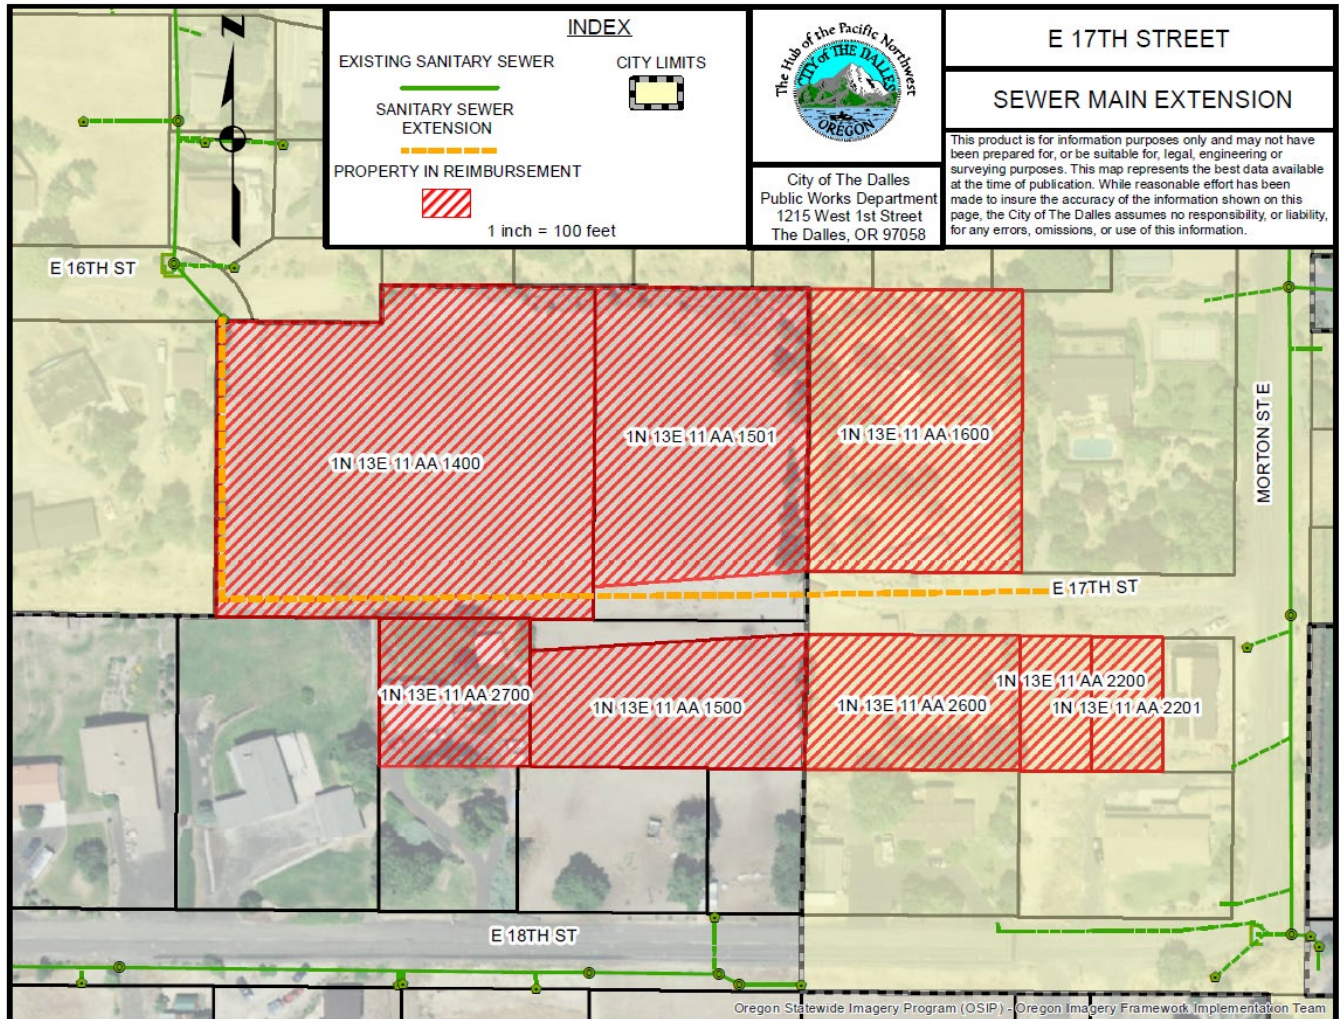 Z
INDEX
EXISTING SANITARY SEWER
SANITARY SEWER
EXTENSION
PROPERTY IN REIMBURSEMENT
CITY LIMITS
1 inch = 100 feet
The Hub of the Pacific Northwest
CITY of THE DALLES
OREGON
City of The Dalles
Public Works Department
1215 West 1st Street
The Dalles, OR 97058
E 17TH STREET
SEWER MAIN EXTENSION
This product is for information purposes only and may not have
been prepared for, or be suitable for, legal, engineering or
surveying purposes. This map represents the best data available
at the time of publication. While reasonable effort has been
made to insure the accuracy of the information shown on this
page, the City of The Dalles assumes no responsibility, or liability,
for any errors, omissions, or use of this information.
E 16TH ST
1N 13E 11 AA 1400
1N 13E 11 AA 1501
1N 13E 11 AA 1600
MORTON ST E
E 17TH ST
1N 13E 11 AA 2700
1N 13E 11 AA 1500
1N 13E 11 AA 2600
1N 13E 11 AA 2200
1N 13E 11 AA 2201
E 18TH ST
Oregon Statewide Imagery Program (OSIP) - Oregon Imagery Framework Implementation Team